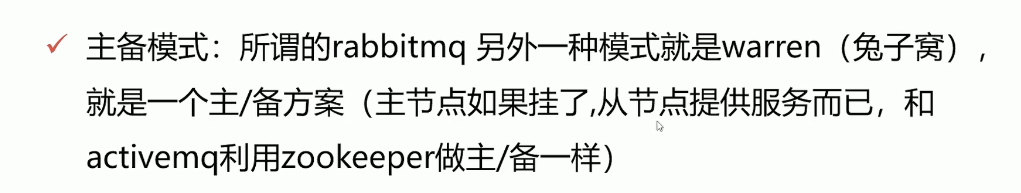 主备模式：所谓的rabbitmq 另外一种模式就是warren（兔子窝），
就是一个主/备方案（主节点如果挂了,从节点提供服务而已，和
activemq利用zookeeper做主/备一样）